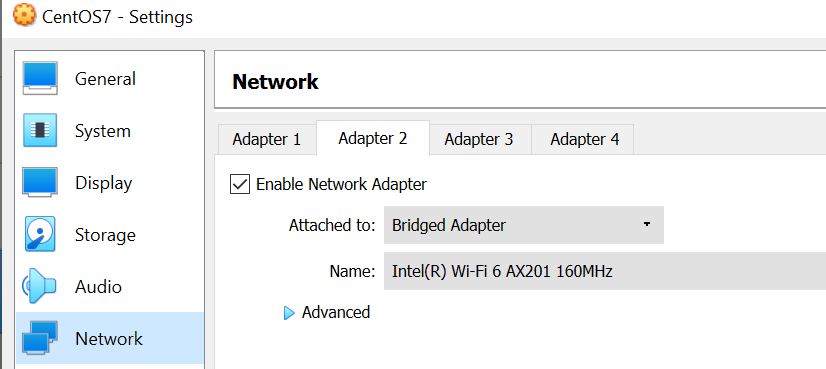 CentOS7 - Settings
General
System
Display
Storage
Audio
Network
Network
Adapter 1 Adapter 2 Adapter 3 Adapter 4
Enable Network Adapter
Attached to: Bridged Adapter
Name: Intel(R) Wi-Fi 6 AX201 160MHz
Advanced